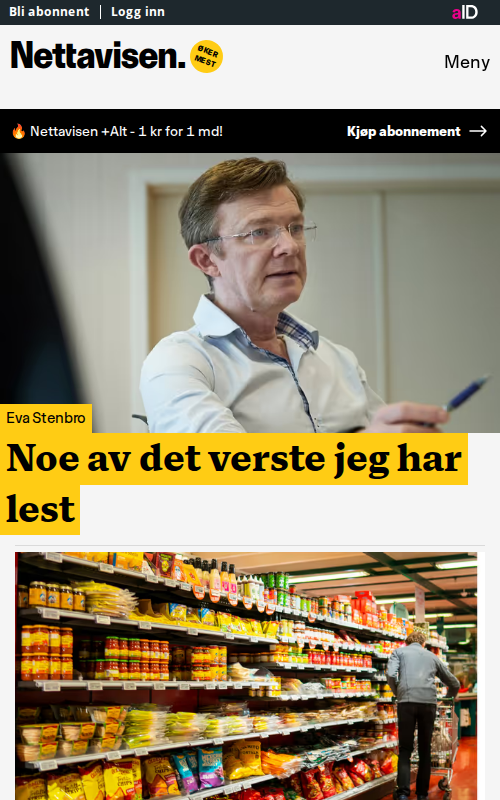 Bli abonnent | Logg inn
aID
Nettavisen.
ØKER
MEST
Meny
🔥 Nettavisen +Alt - 1 kr for 1 md!
Kjøp abonnement →
Eva Stenbro
Noe av det verste jeg har
lest